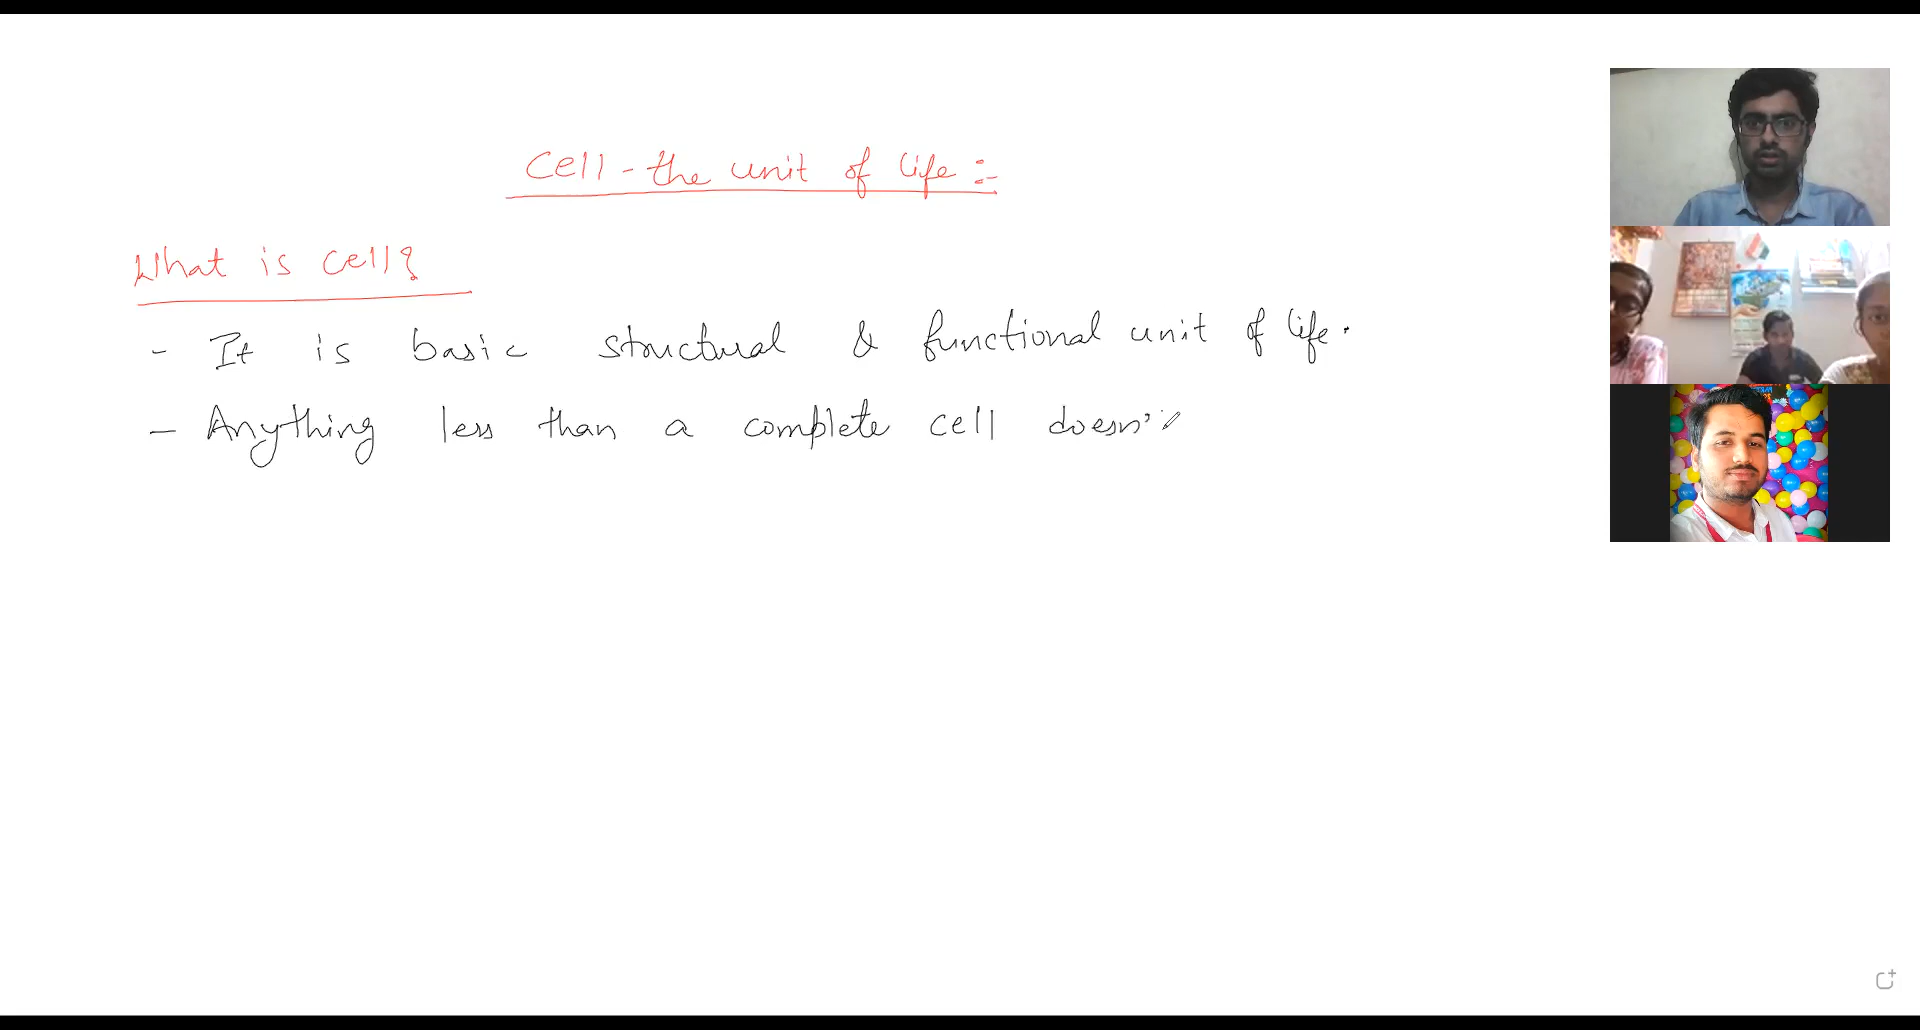 Cell - the unit of life :-
What is cell?
- It is basic structural & functional unit of life.
- Anything less than a complete cell doesn't